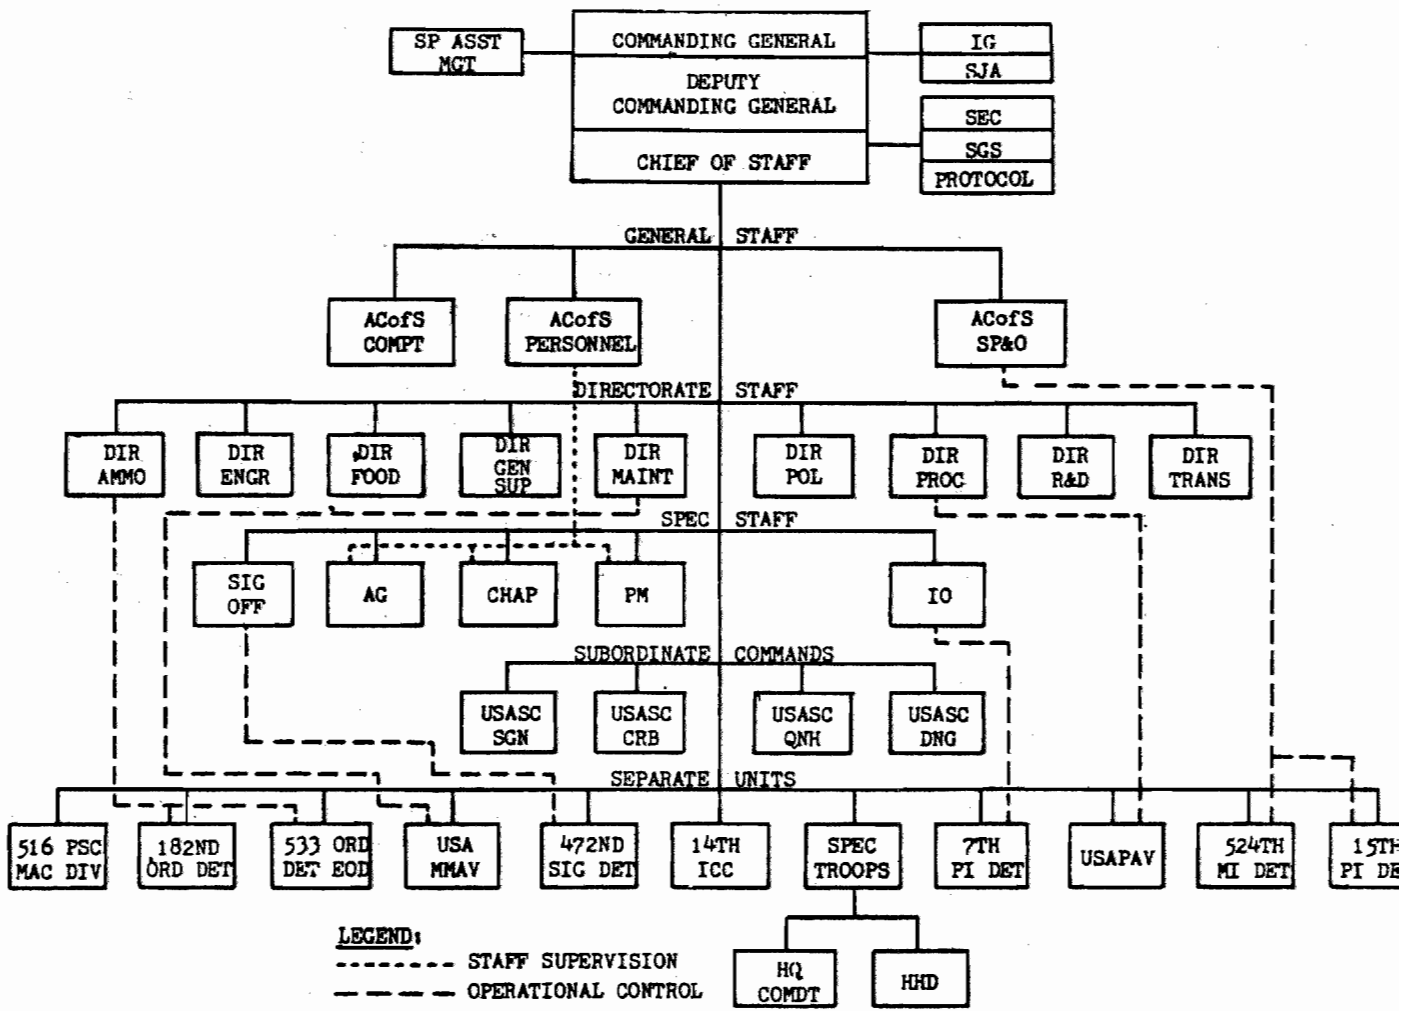 SP ASST
MGT
COMMANDING GENERAL
DEPUTY
COMMANDING GENERAL
CHIEF OF STAFF
IG
SJA
SEC
SGS
PROTOCOL
GENERAL STAFF
ACofS
COMPT
ACofS
PERSONNEL
ACofS
SP&O
DIRECTORATE STAFF
DIR
AMMO
DIR
ENGR
DIR
FOOD
DIR
GEN
SUP
DIR
MAINT
DIR
POL
DIR
PROC
DIR
R&D
DIR
TRANS
SPEC STAFF
SIG
OFF
AG
CHAP
PM
IO
SUBORDINATE COMMANDS
USASC
SGN
USASC
CRB
USASC
QNH
USASC
DNG
SEPARATE UNITS
516 PSC
MAC DIV
182ND
ORD DET
533 ORD
DET EOD
USA
MMAV
472ND
SIG DET
14TH
ICC
SPEC
TROOPS
7TH
PI DET
USAPAV
524TH
MI DET
15TH
PI DE
HQ
COMDT
HHD
LEGEND:
STAFF SUPERVISION
OPERATIONAL CONTROL